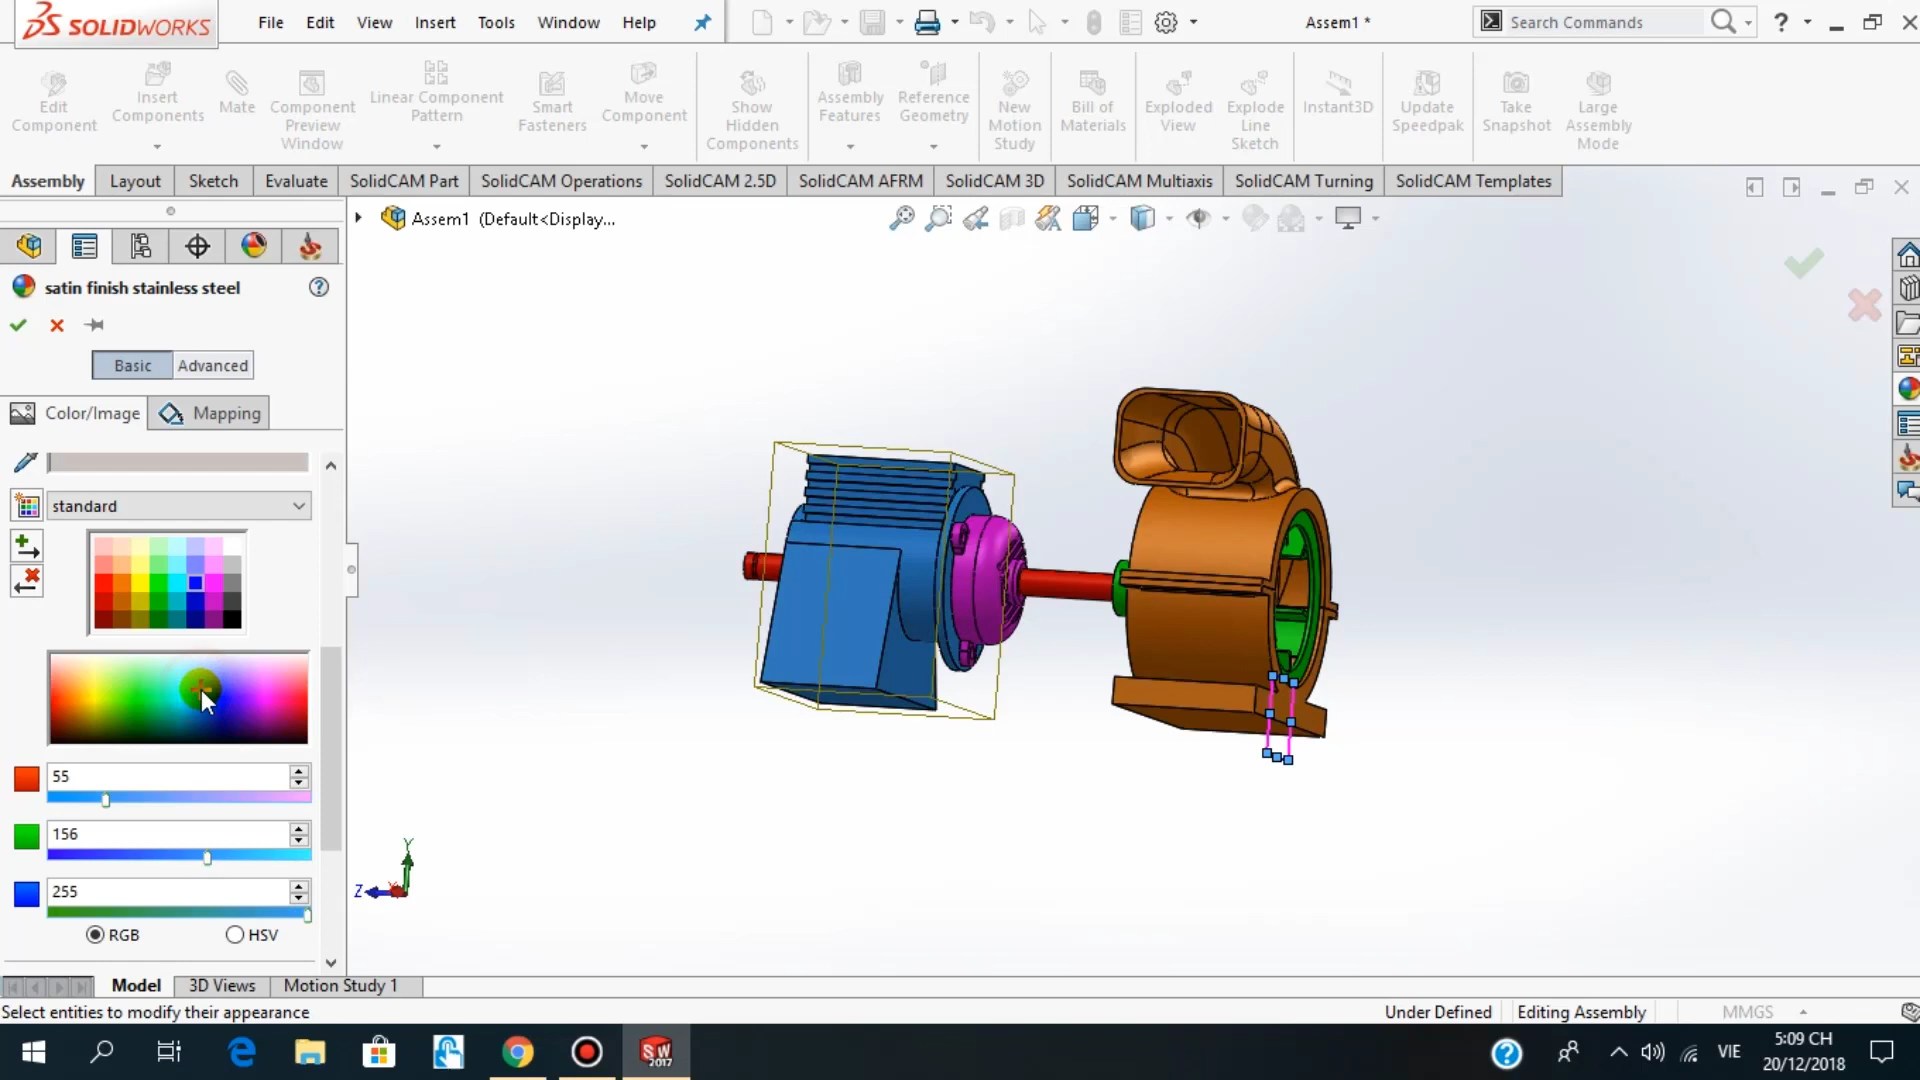 SOLIDWORKS
File Edit View Insert Tools Window Help
Assem1 *
Search Commands
Edit Component
Insert Components
Mate
Component Preview Window
Linear Component Pattern
Smart Fasteners
Move Component
Show Hidden Components
Assembly Features
Reference Geometry
New Motion Study
Bill of Materials
Exploded View
Explode Line Sketch
Instant3D
Update Speedpak
Take Snapshot
Large Assembly Mode
Assembly Layout Sketch Evaluate SolidCAM Part SolidCAM Operations SolidCAM 2.5D SolidCAM AFRM SolidCAM 3D SolidCAM Multiaxis SolidCAM Turning SolidCAM Templates
Assem1 (Default<Display...
satin finish stainless steel
Basic Advanced
Color/Image Mapping
standard
55
156
255
RGB HSV
Y
Z
Model 3D Views Motion Study 1
Select entities to modify their appearance
Under Defined Editing Assembly MMGS
SW 2017
VIE
5:09 CH
20/12/2018